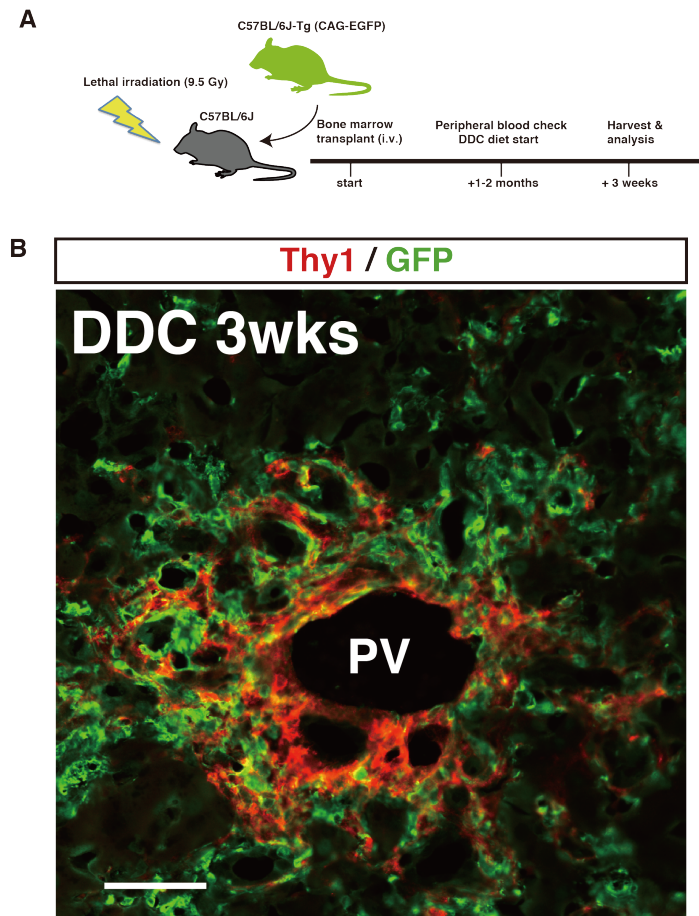 A
C57BL/6J-Tg (CAG-EGFP)
Lethal irradiation (9.5 Gy)
C57BL/6J
Bone marrow
transplant (i.v.)
Peripheral blood check
DDC diet start
Harvest &
analysis
start
+1-2 months
+ 3 weeks
B
Thy1 / GFP
DDC 3wks
PV